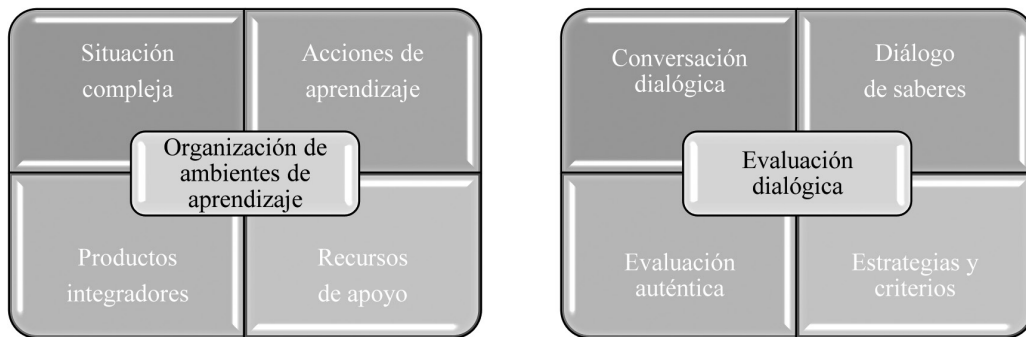 Situación
compleja
Acciones de
aprendizaje
Organización de
ambientes de
aprendizaje
Productos
integradores
Recursos
de apoyo
Conversación
dialógica
Diálogo
de saberes
Evaluación
dialógica
Evaluación
auténtica
Estrategias y
criterios